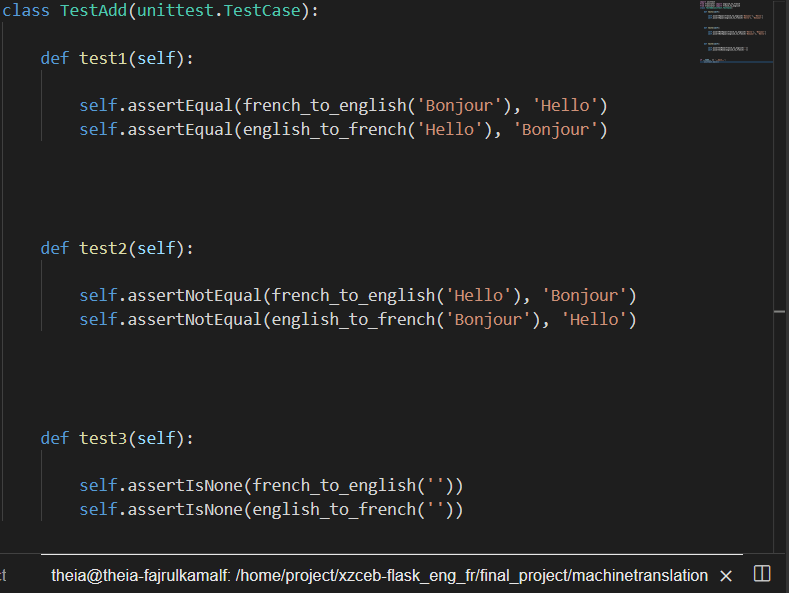 class TestAdd(unittest.TestCase):
def test1(self):
self.assertEqual(french_to_english('Bonjour'), 'Hello')
self.assertEqual(english_to_french('Hello'), 'Bonjour')
def test2(self):
self.assertNotEqual(french_to_english('Hello'), 'Bonjour')
self.assertNotEqual(english_to_french('Bonjour'), 'Hello')
def test3(self):
self.assertIsNone(french_to_english(''))
self.assertIsNone(english_to_french(''))
theia@theia-fajrulkamalf: /home/project/xzceb-flask_eng_fr/final_project/machinetranslation